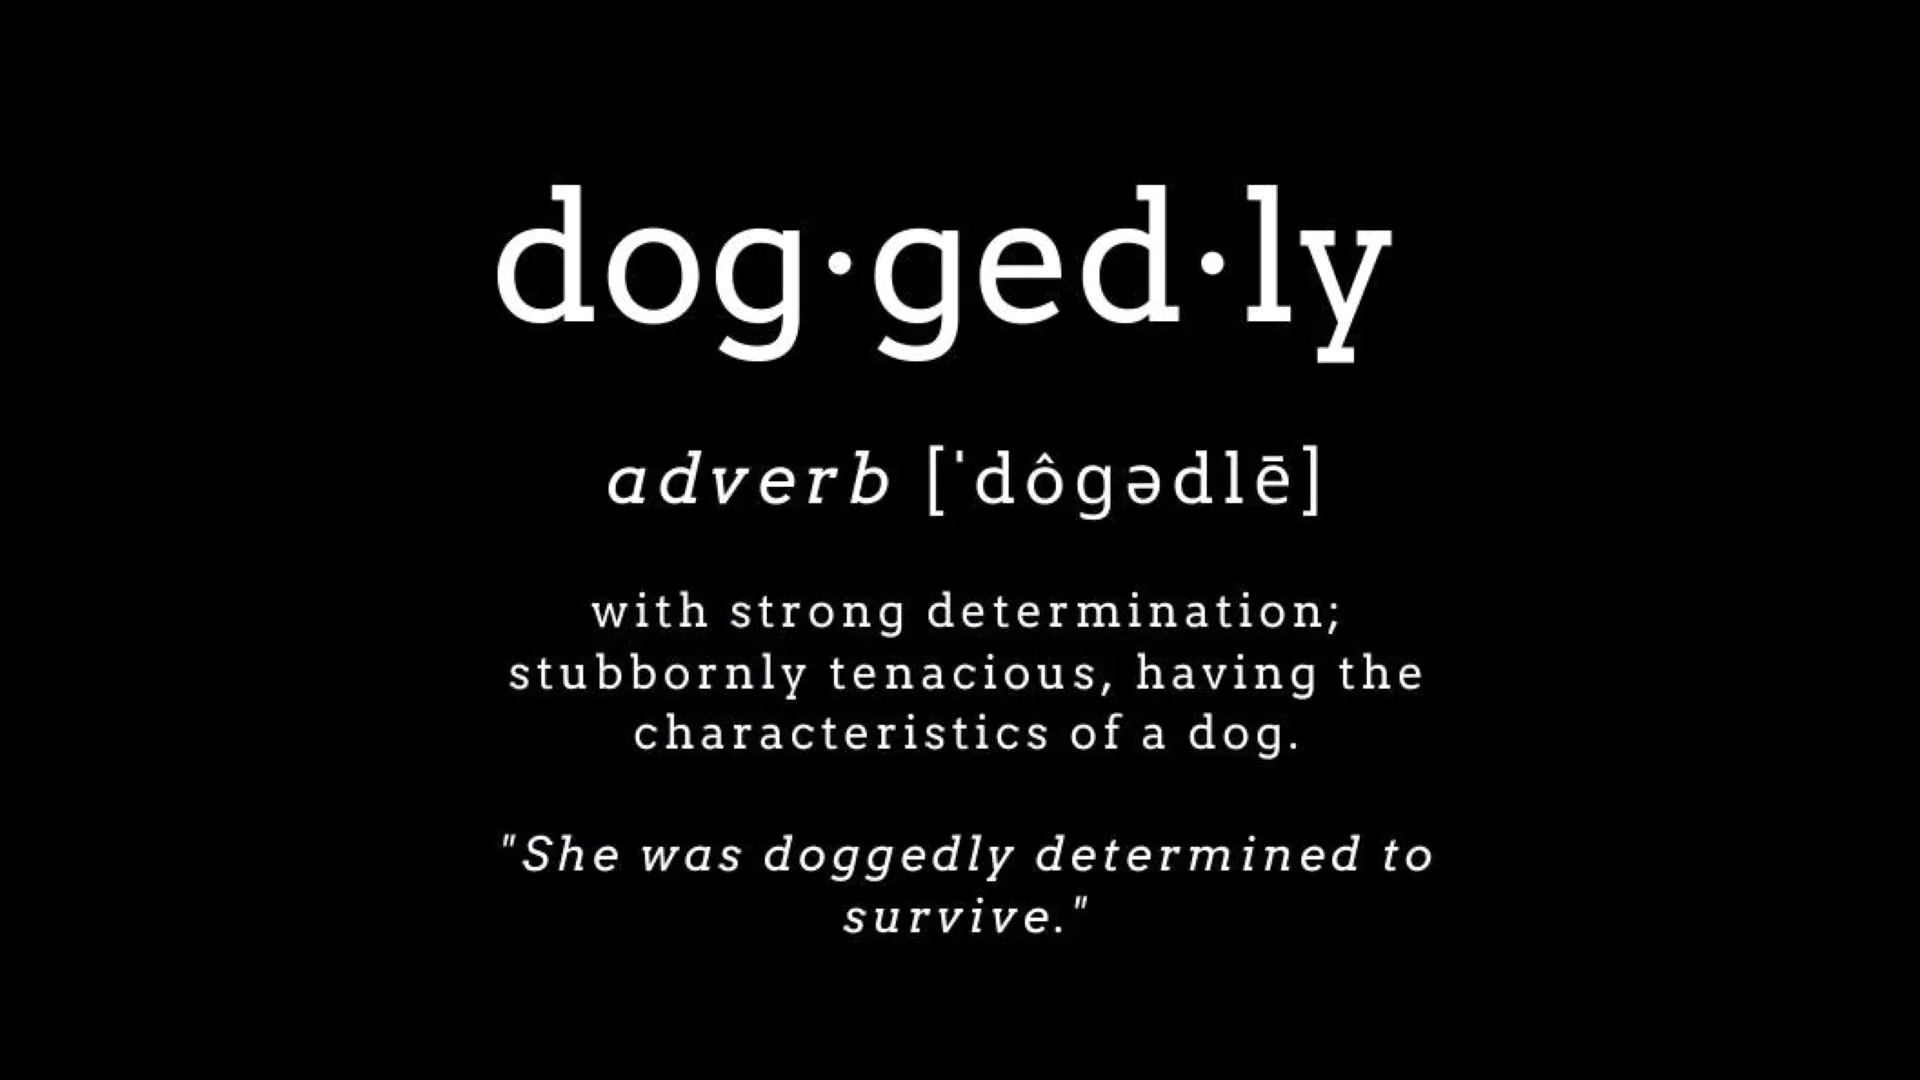 dog·ged·ly
adverb [ˈdôgədlē]
with strong determination;
stubbornly tenacious, having the
characteristics of a dog.
"She was doggedly determined to
survive."